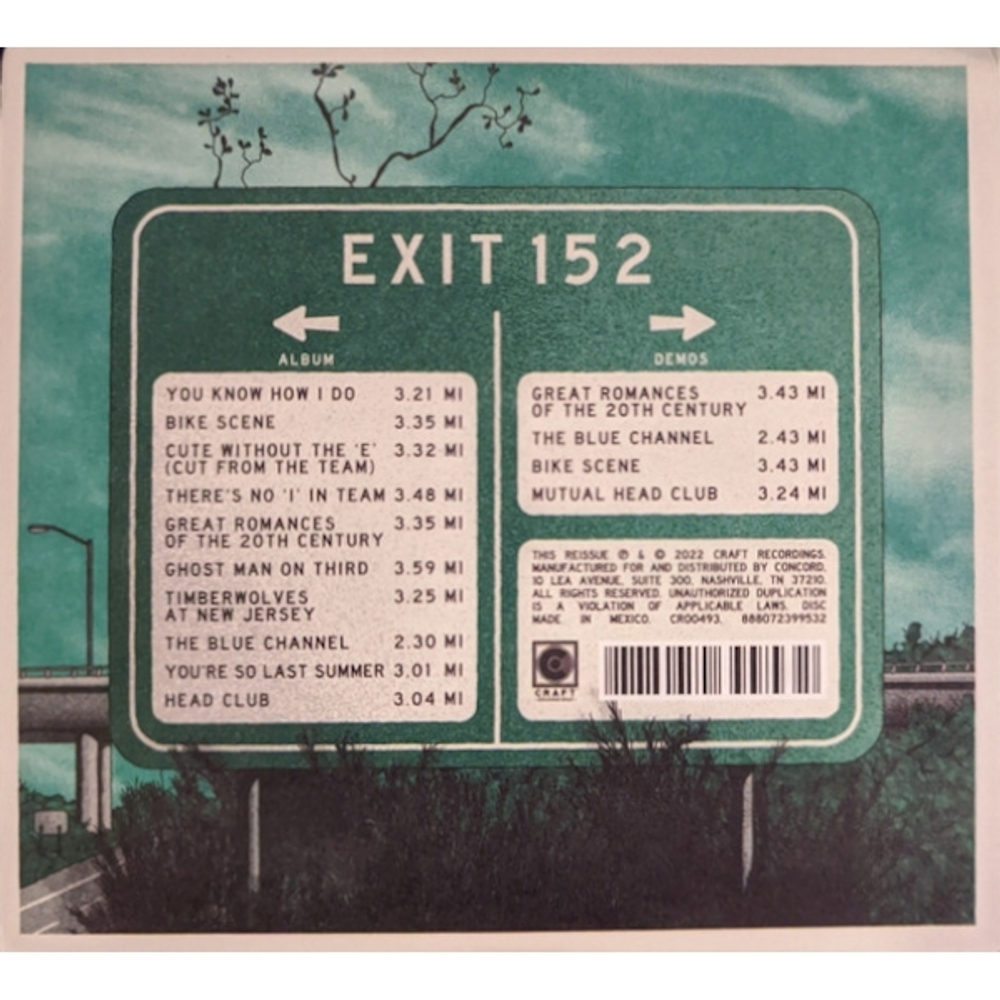 EXIT 152
ALBUM
YOU KNOW HOW I DO 3.21 MI
BIKE SCENE 3.35 MI
CUTE WITHOUT THE 'E' 3.32 MI
(CUT FROM THE TEAM)
THERE'S NO 'I' IN TEAM 3.48 MI
GREAT ROMANCES 3.35 MI
OF THE 20TH CENTURY
GHOST MAN ON THIRD 3.59 MI
TIMBERWOLVES 3.25 MI
AT NEW JERSEY
THE BLUE CHANNEL 2.30 MI
YOU'RE SO LAST SUMMER 3.01 MI
HEAD CLUB 3.04 MI
DEMOS
GREAT ROMANCES 3.43 MI
OF THE 20TH CENTURY
THE BLUE CHANNEL 2.43 MI
BIKE SCENE 3.43 MI
MUTUAL HEAD CLUB 3.24 MI
THIS REISSUE ℗ & © 2022 CRAFT RECORDINGS.
MANUFACTURED FOR AND DISTRIBUTED BY CONCORD,
10 LEA AVENUE, SUITE 300, NASHVILLE, TN 37210.
ALL RIGHTS RESERVED. UNAUTHORIZED DUPLICATION
IS A VIOLATION OF APPLICABLE LAWS. DISC
MADE IN MEXICO. CR00493. 888072399532
CRAFT